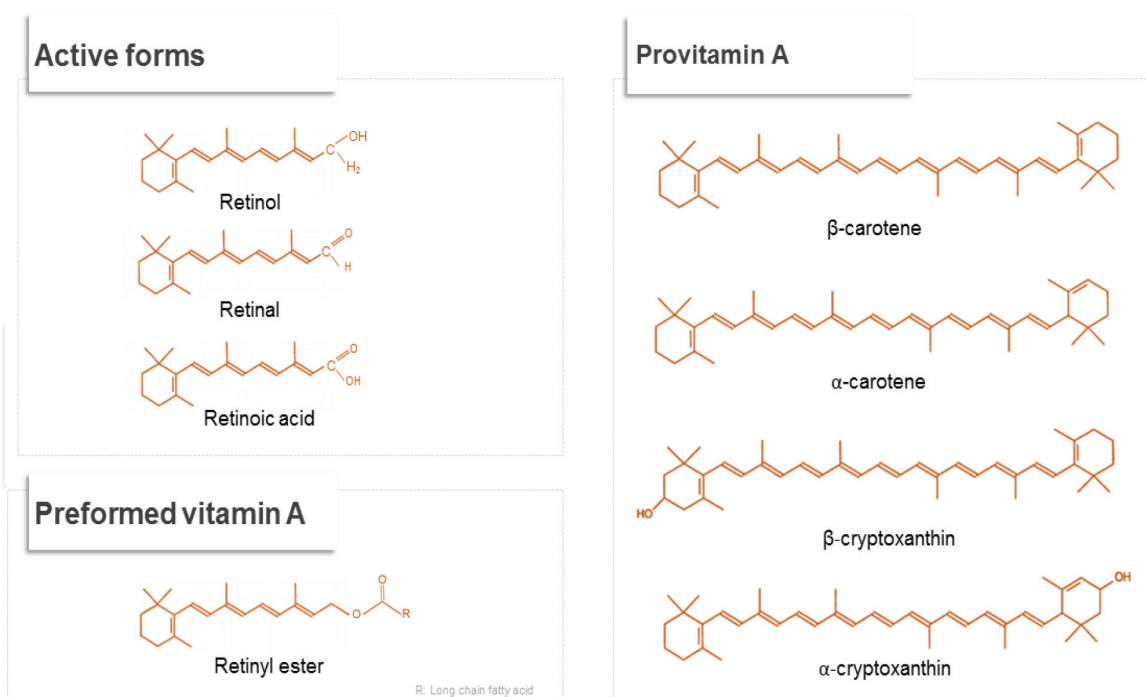 Active forms
OH
C
H2
Retinol
O
C
H
Retinal
O
C
OH
Retinoic acid
Preformed vitamin A
O
O
R
Retinyl ester
R: Long chain fatty acid
Provitamin A
β-carotene
α-carotene
HO
β-cryptoxanthin
OH
α-cryptoxanthin